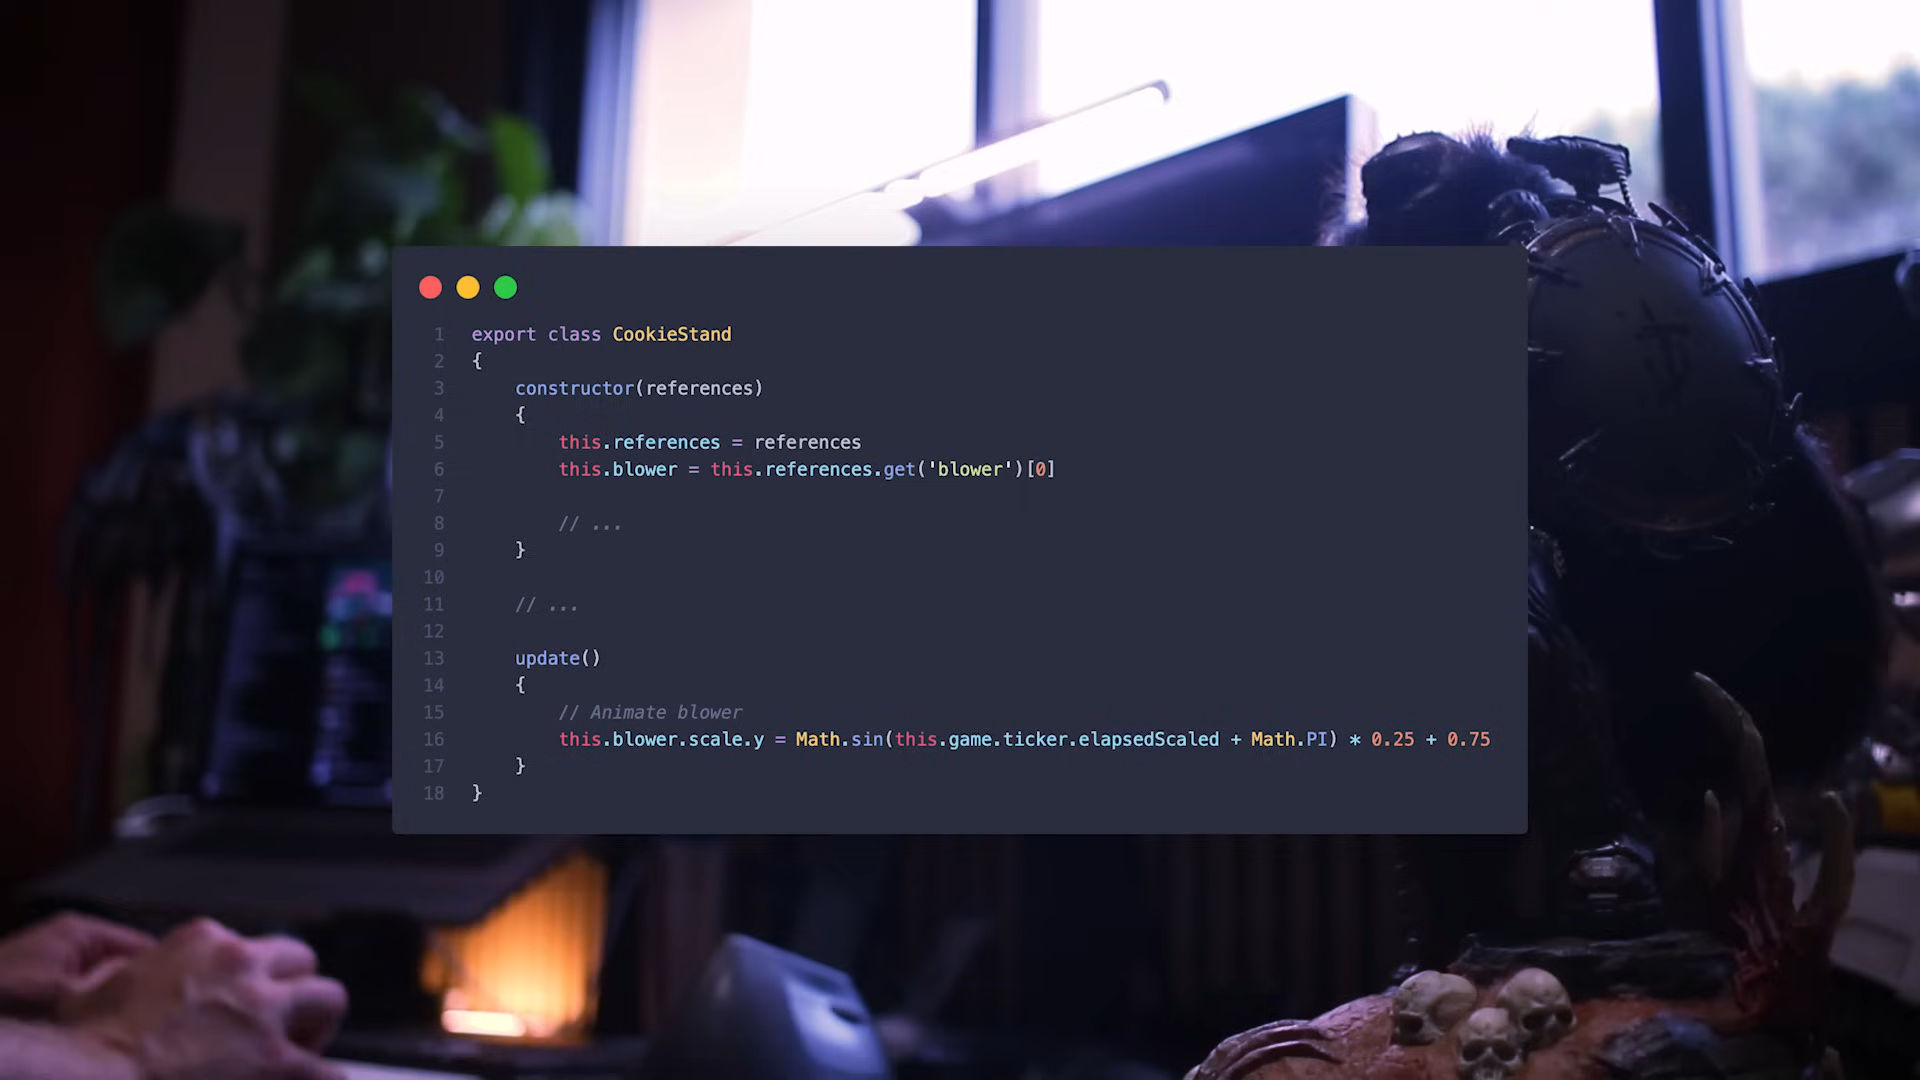 1 export class CookieStand
2 {
3 constructor(references)
4 {
5 this.references = references
6 this.blower = this.references.get('blower')[0]
7
8 // ...
9 }
10
11 // ...
12
13 update()
14 {
15 // Animate blower
16 this.blower.scale.y = Math.sin(this.game.ticker.elapsedScaled + Math.PI) * 0.25 + 0.75
17 }
18 }